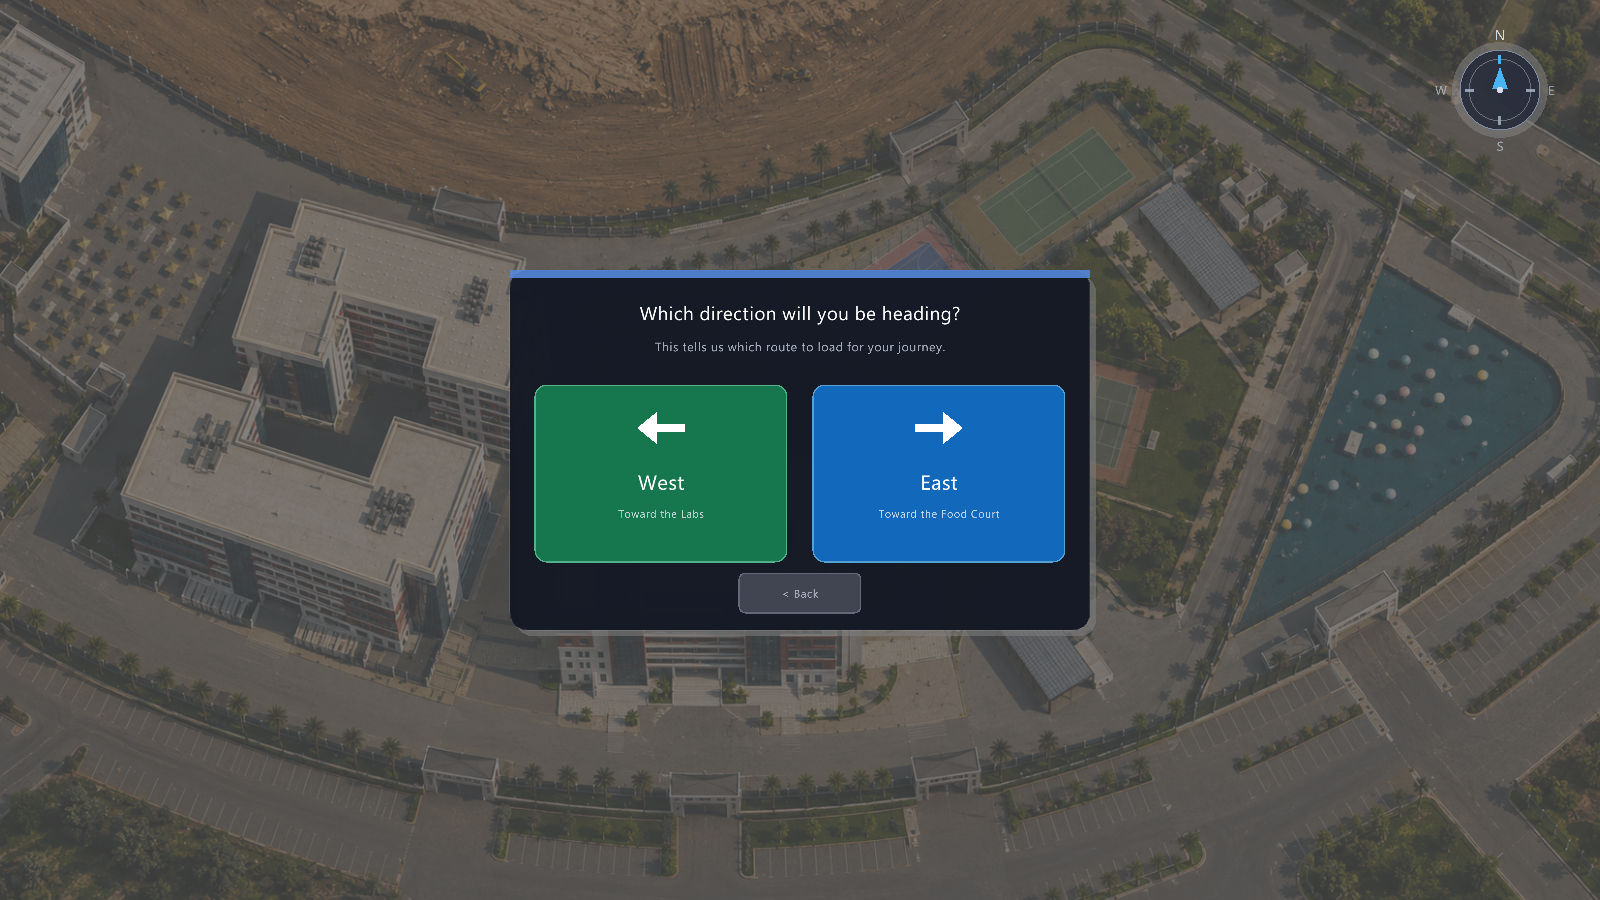 N
W
E
S
Which direction will you be heading?
This tells us which route to load for your journey.
West
Toward the Labs
East
Toward the Food Court
< Back